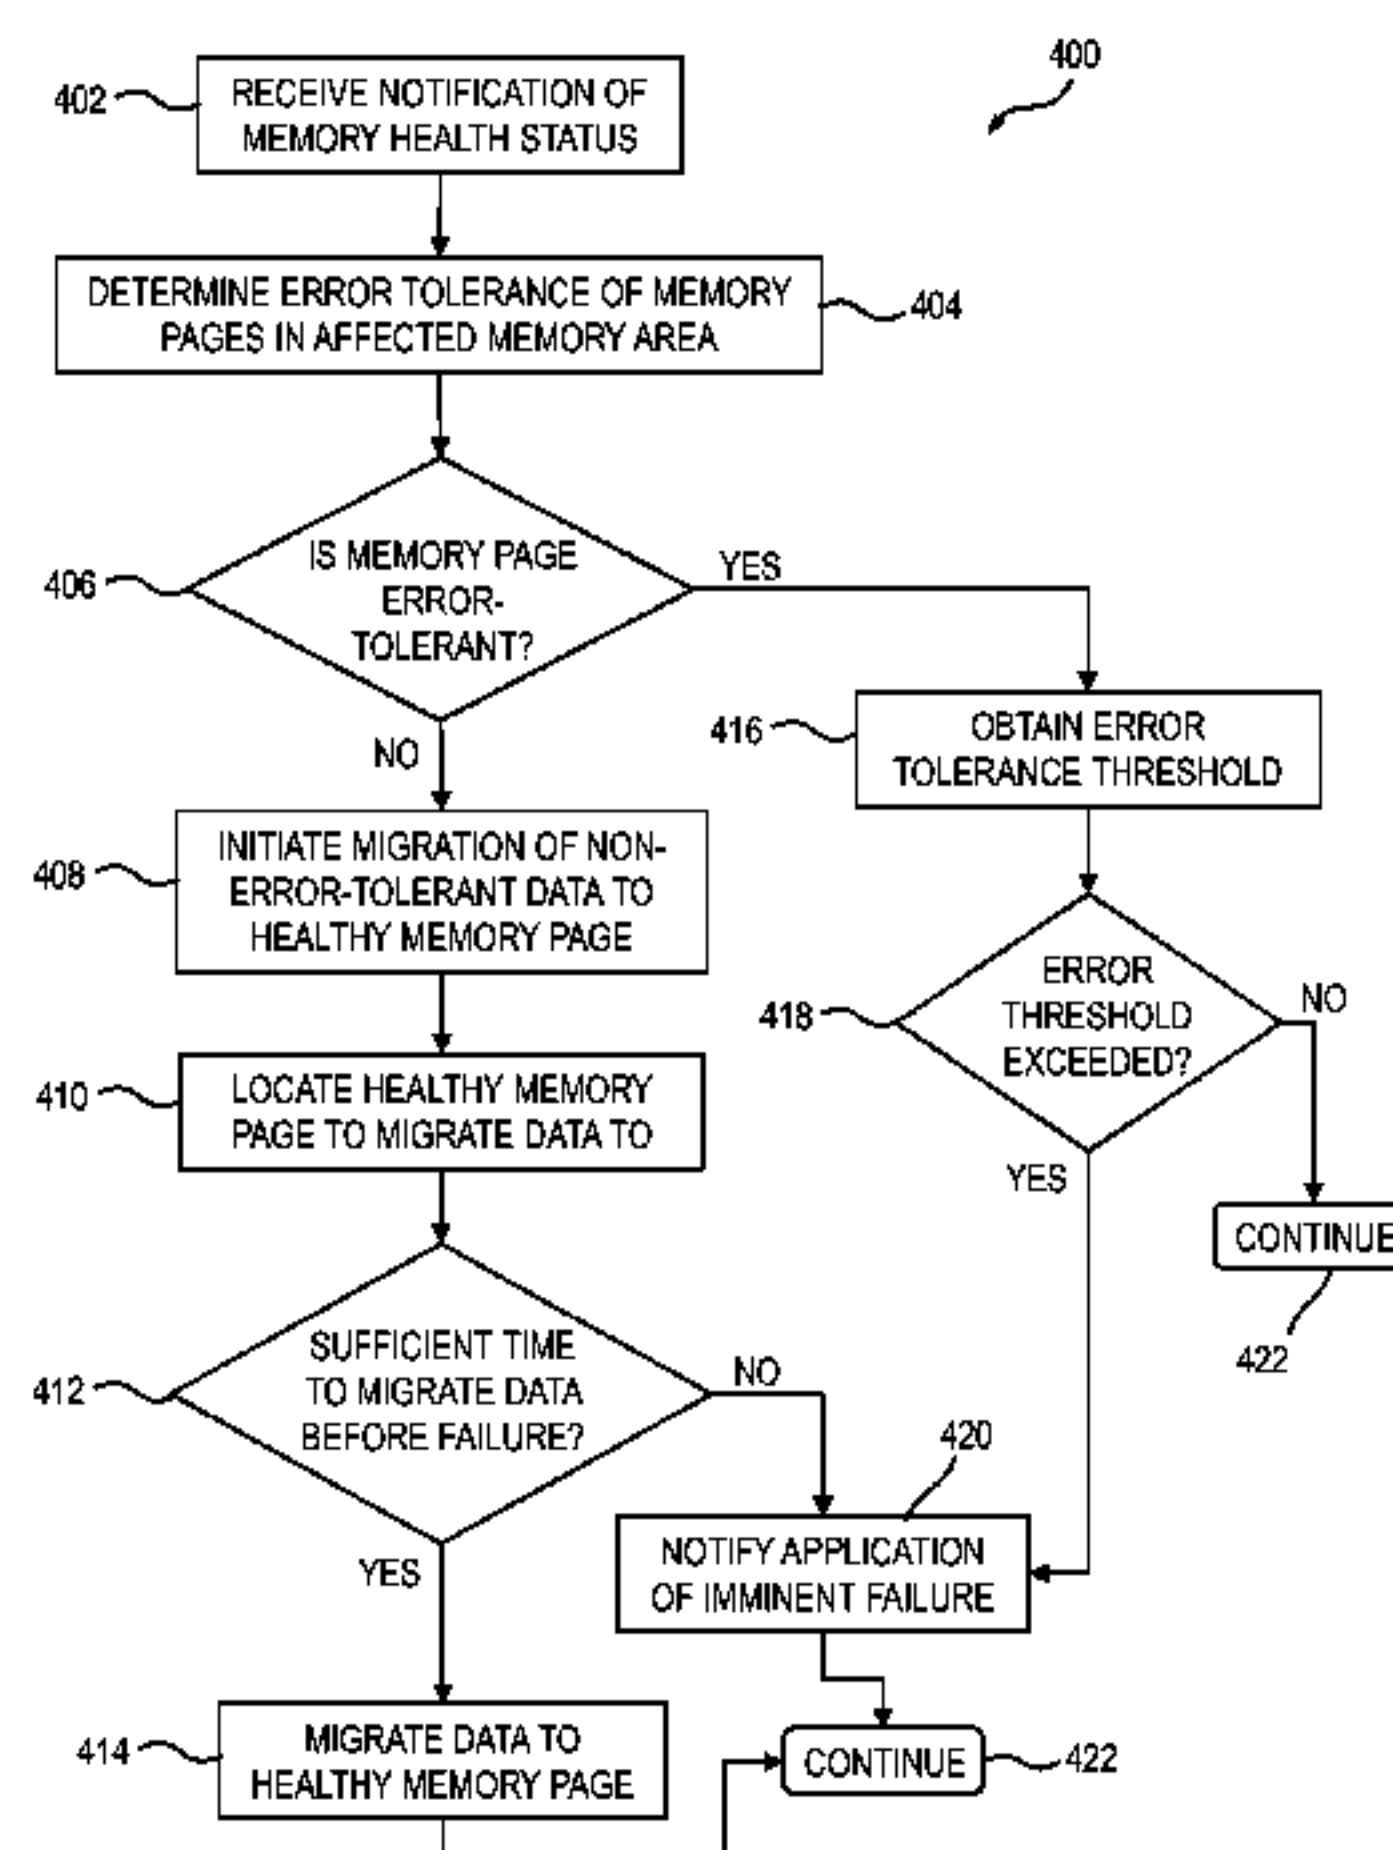 400
402
RECEIVE NOTIFICATION OF
MEMORY HEALTH STATUS
DETERMINE ERROR TOLERANCE OF MEMORY
PAGES IN AFFECTED MEMORY AREA
404
406
IS MEMORY PAGE
ERROR-
TOLERANT?
YES
NO
416
OBTAIN ERROR
TOLERANCE THRESHOLD
408
INITIATE MIGRATION OF NON-
ERROR-TOLERANT DATA TO
HEALTHY MEMORY PAGE
418
ERROR
THRESHOLD
EXCEEDED?
NO
YES
410
LOCATE HEALTHY MEMORY
PAGE TO MIGRATE DATA TO
CONTINUE
422
412
SUFFICIENT TIME
TO MIGRATE DATA
BEFORE FAILURE?
NO
YES
420
NOTIFY APPLICATION
OF IMMINENT FAILURE
414
MIGRATE DATA TO
HEALTHY MEMORY PAGE
CONTINUE
422